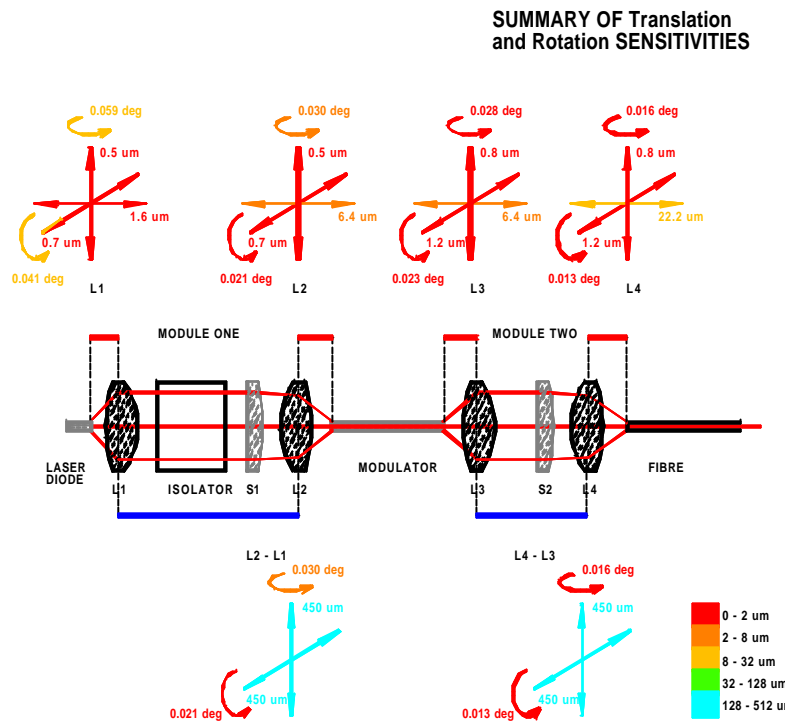 SUMMARY OF Translation
and Rotation SENSITIVITIES
0.059 deg
0.5 um
1.6 um
0.7 um
0.041 deg
L1
0.030 deg
0.5 um
6.4 um
0.7 um
0.021 deg
L2
0.028 deg
0.8 um
6.4 um
1.2 um
0.023 deg
L3
0.016 deg
0.8 um
22.2 um
1.2 um
0.013 deg
L4
MODULE ONE
MODULE TWO
LASER
DIODE
L1
ISOLATOR
S1
L2
MODULATOR
L3
S2
L4
FIBRE
L2 - L1
0.030 deg
450 um
450 um
0.021 deg
L4 - L3
0.016 deg
450 um
450 um
0.013 deg
0 - 2 um
2 - 8 um
8 - 32 um
32 - 128 um
128 - 512 u